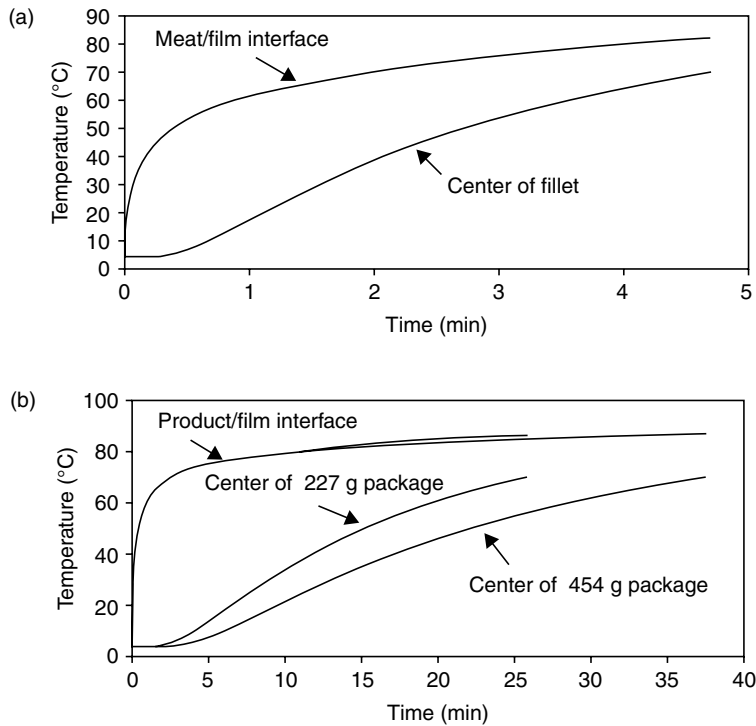 (a)
90
80
70
60
50
40
30
20
10
0
Temperature (°C)
Meat/film interface
Center of fillet
0 1 2 3 4 5
Time (min)
(b)
100
80
60
40
20
0
Temperature (°C)
Product/film interface
Center of 227 g package
Center of 454 g package
0 5 10 15 20 25 30 35 40
Time (min)